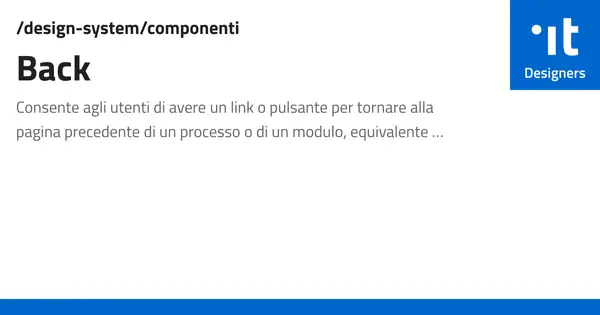 /design-system/componenti
Back
Consente agli utenti di avere un link o pulsante per tornare alla
pagina precedente di un processo o di un modulo, equivalente …
it
Designers